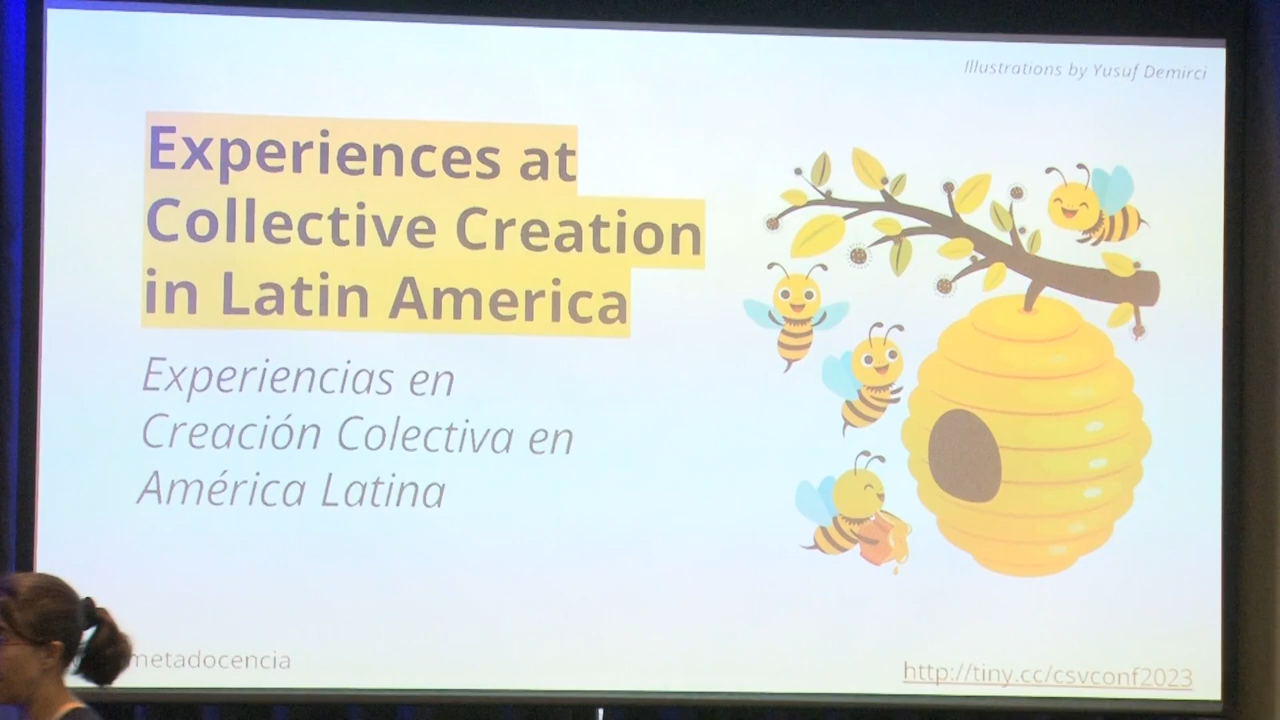 Illustrations by Yusuf Demirci
Experiences at
Collective Creation
in Latin America
Experiencias en
Creación Colectiva en
América Latina
metadocencia
http://tiny.cc/csvconf2023